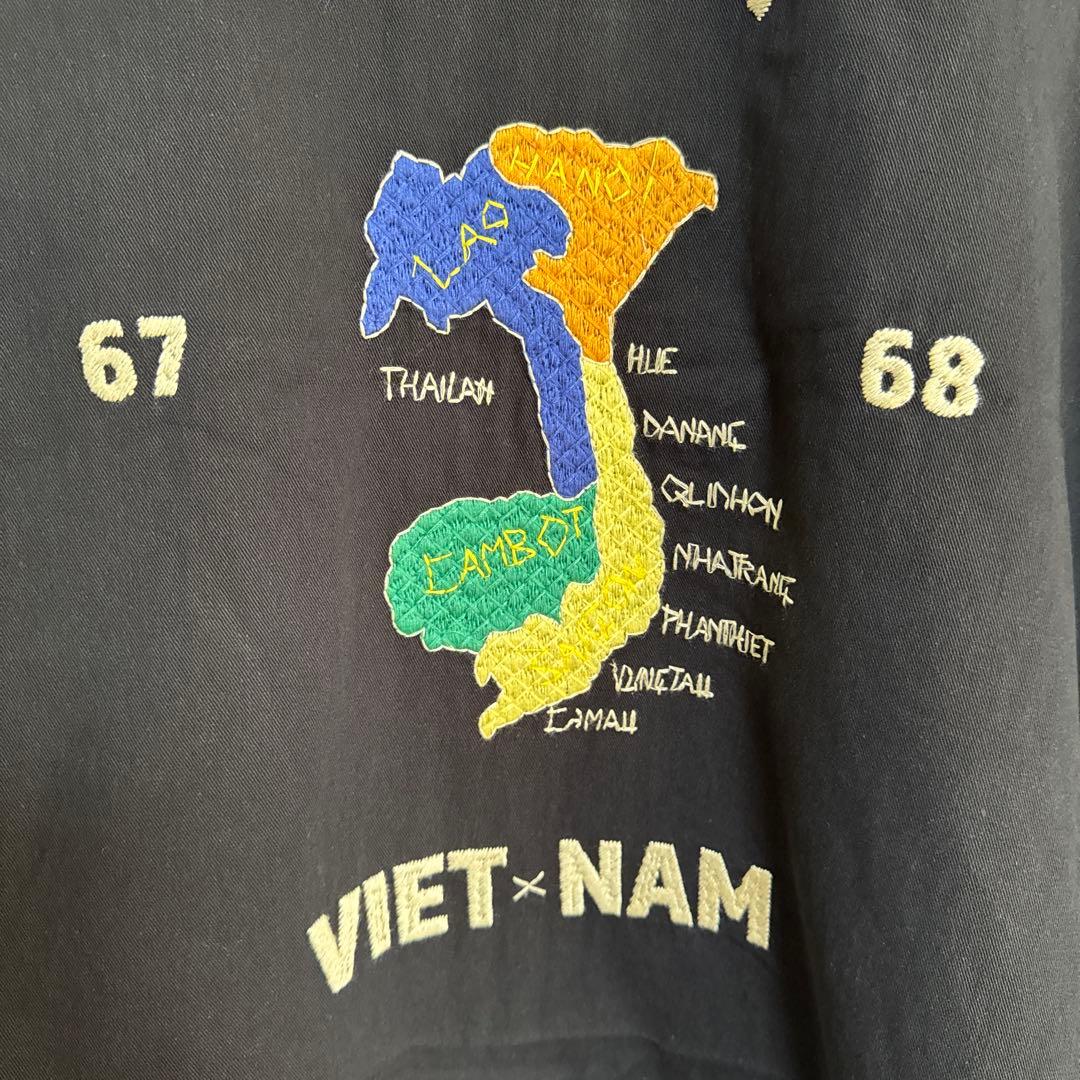 HANOI
LAO
67
68
HUE
THAILAN
DANANG
QUINHON
CAMBOT
NHATRANG
PHANTHIET
VUNGTAU
CAMAU
VIET x NAM